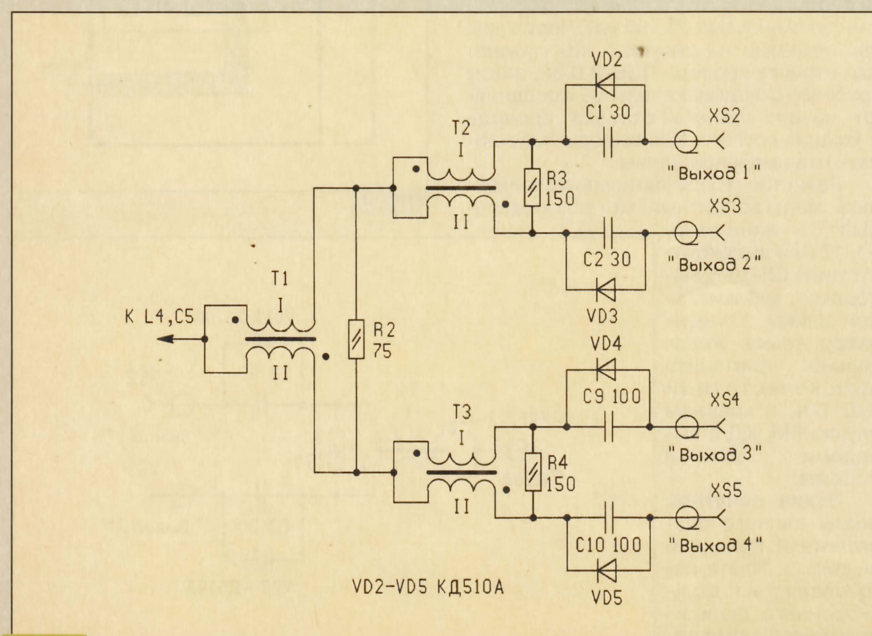 VD2
C1 30
XS2
T2
I
R3
150
"Выход 1"
II
XS3
C2 30
"Выход 2"
VD3
T1
I
К L4,C5
R2
75
II
VD4
C9 100
XS4
T3
I
R4
150
"Выход 3"
II
XS5
C10 100
"Выход 4"
VD5
VD2-VD5 КД510А